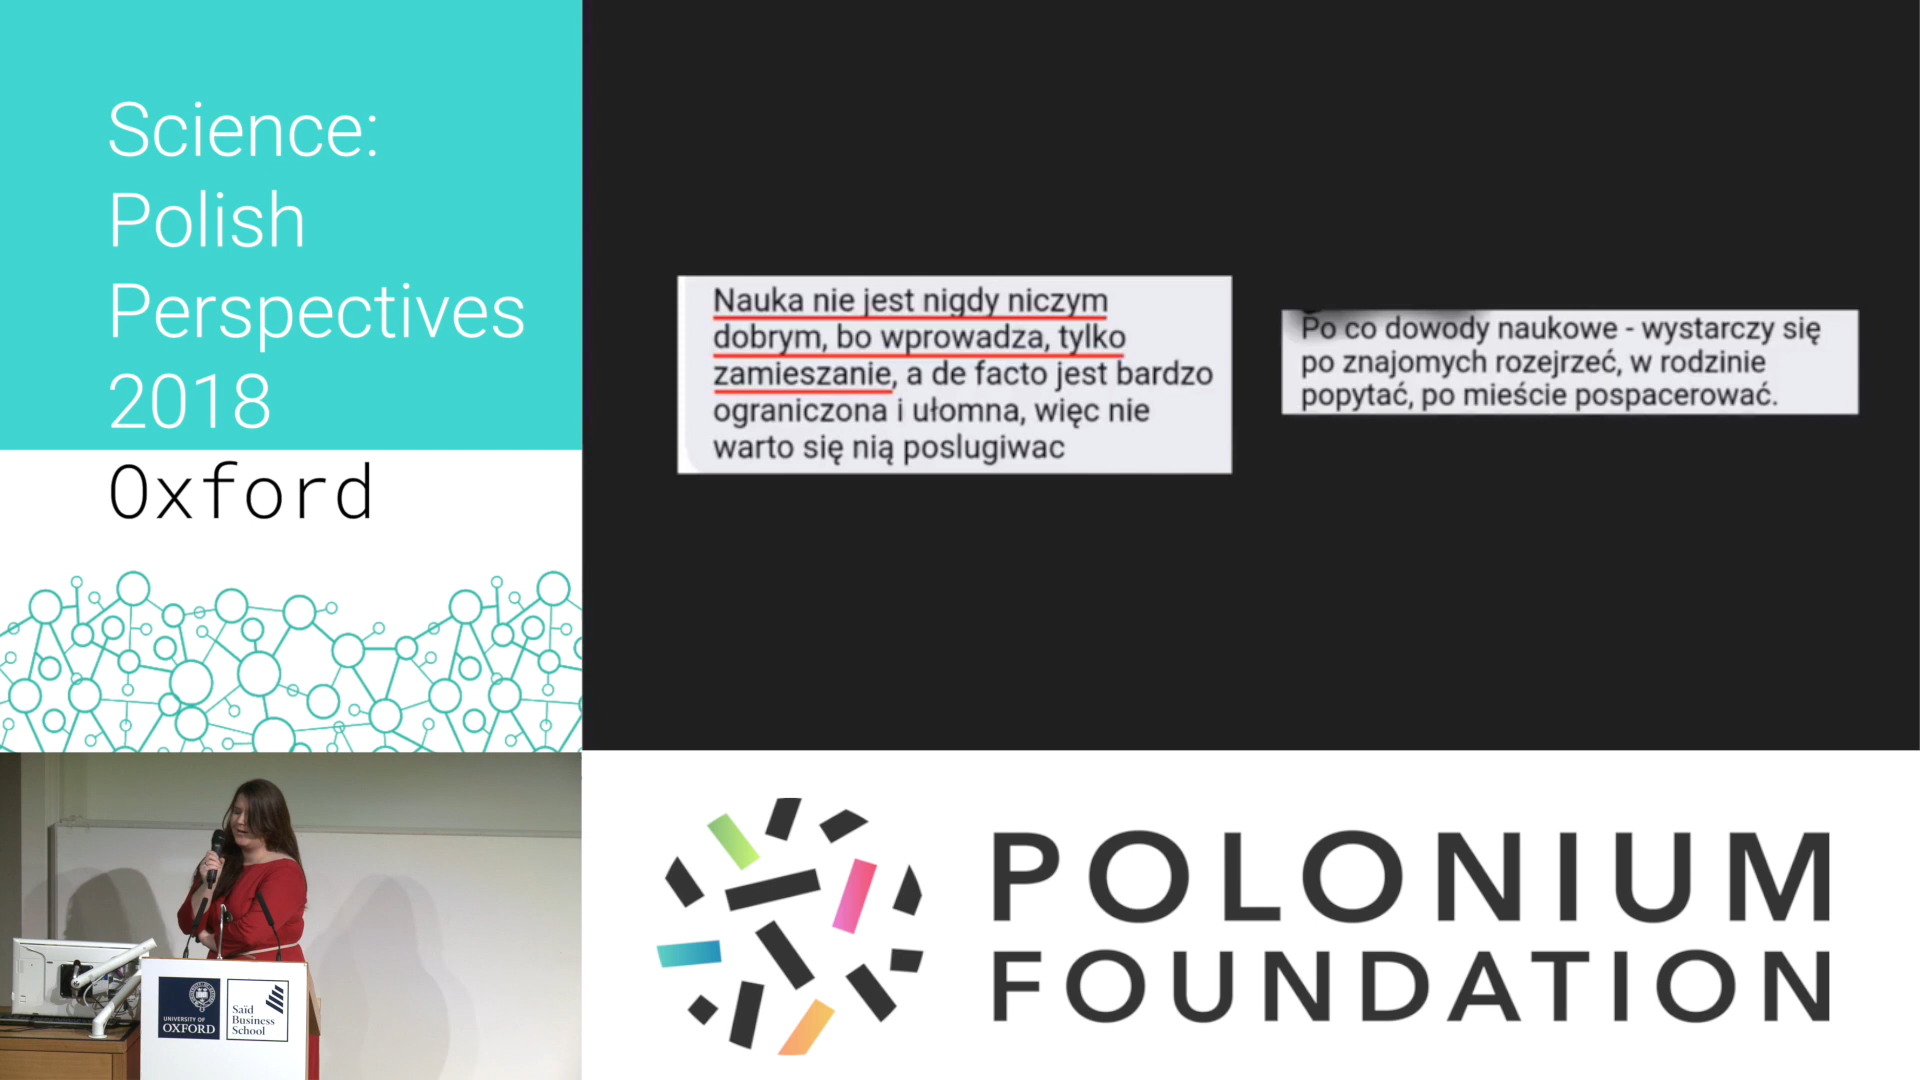 Science:
Polish
Perspectives
2018
Oxford
Nauka nie jest nigdy niczym
dobrym, bo wprowadza, tylko
zamieszanie, a de facto jest bardzo
ograniczona i ułomna, więc nie
warto się nią poslugiwac
Po co dowody naukowe - wystarczy się
po znajomych rozejrzeć, w rodzinie
popytać, po mieście pospacerować.
UNIVERSITY OF
OXFORD
Saïd
Business
School
POLONIUM
FOUNDATION